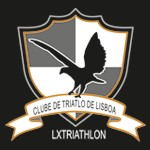 CLUBE DE TRIATLO DE LISBOA
LXTRIATHLON